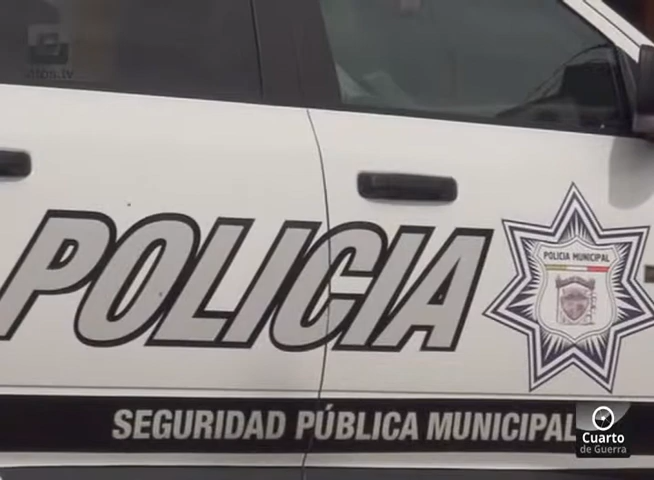 POLICIA
POLICIA MUNICIPAL
SEGURIDAD PÚBLICA MUNICIPAL
Cuarto
de Guerra